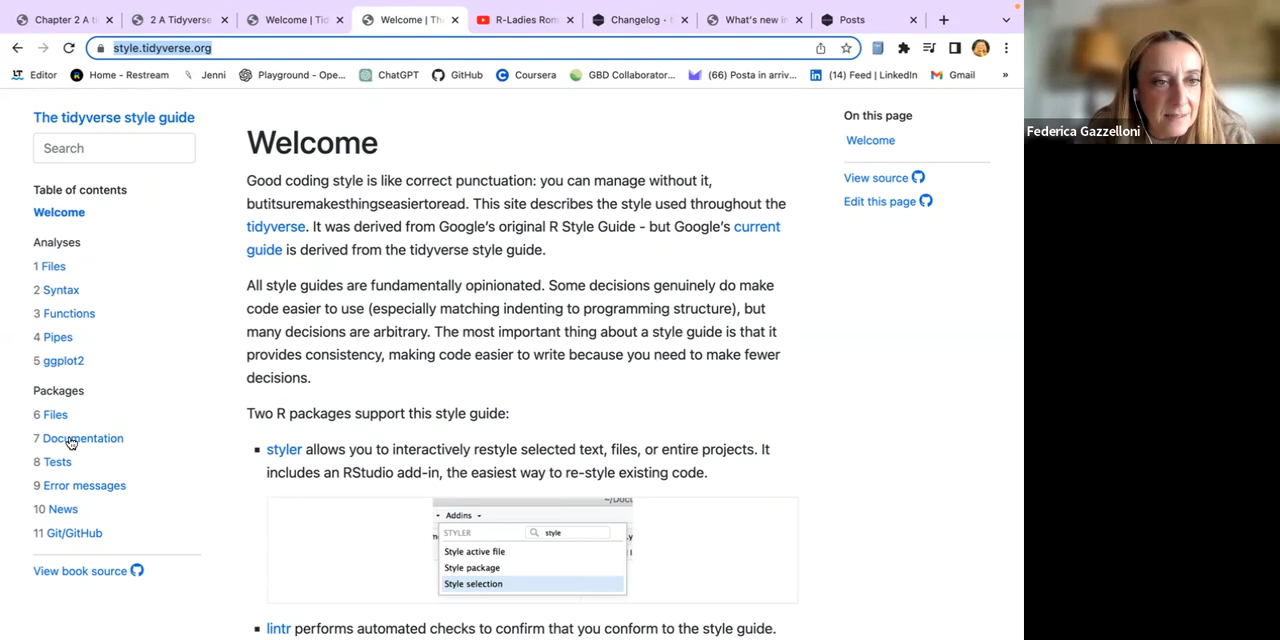 Chapter 2 A ti
2 A Tidyverse
Welcome | Tid
Welcome | Th
R-Ladies Rom
Changelog •
What's new in
Posts
style.tidyverse.org
Editor
Home - Restream
Jenni
Playground - Ope...
ChatGPT
GitHub
Coursera
GBD Collaborator...
(66) Posta in arriv...
(14) Feed | LinkedIn
Gmail
»
The tidyverse style guide
Search
Table of contents
Welcome
Analyses
1 Files
2 Syntax
3 Functions
4 Pipes
5 ggplot2
Packages
6 Files
7 Documentation
8 Tests
9 Error messages
10 News
11 Git/GitHub
View book source
Welcome
Good coding style is like correct punctuation: you can manage without it,
butitsuremakesthingseasiertoread. This site describes the style used throughout the
tidyverse. It was derived from Google's original R Style Guide - but Google's current
guide is derived from the tidyverse style guide.
All style guides are fundamentally opinionated. Some decisions genuinely do make
code easier to use (especially matching indenting to programming structure), but
many decisions are arbitrary. The most important thing about a style guide is that it
provides consistency, making code easier to write because you need to make fewer
decisions.
Two R packages support this style guide:
▪ styler allows you to interactively restyle selected text, files, or entire projects. It
includes an RStudio add-in, the easiest way to re-style existing code.
Addins
STYLER
style
Style active file
Style package
Style selection
▪ lintr performs automated checks to confirm that you conform to the style guide.
On this page
Welcome
View source
Edit this page
Federica Gazzelloni